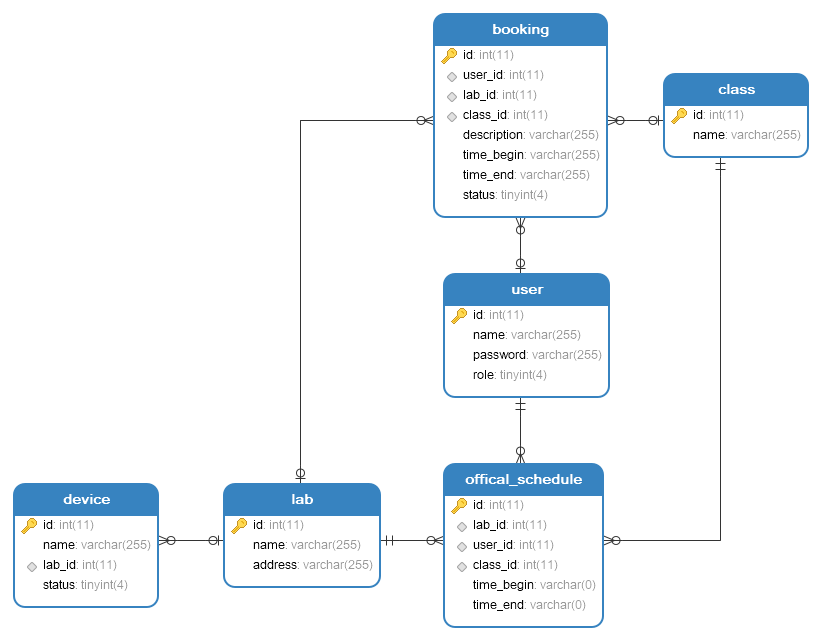 booking
id: int(11)
user_id: int(11)
lab_id: int(11)
class_id: int(11)
description: varchar(255)
time_begin: varchar(255)
time_end: varchar(255)
status: tinyint(4)
class
id: int(11)
name: varchar(255)
user
id: int(11)
name: varchar(255)
password: varchar(255)
role: tinyint(4)
device
id: int(11)
name: varchar(255)
lab_id: int(11)
status: tinyint(4)
lab
id: int(11)
name: varchar(255)
address: varchar(255)
offical_schedule
id: int(11)
lab_id: int(11)
user_id: int(11)
class_id: int(11)
time_begin: varchar(0)
time_end: varchar(0)